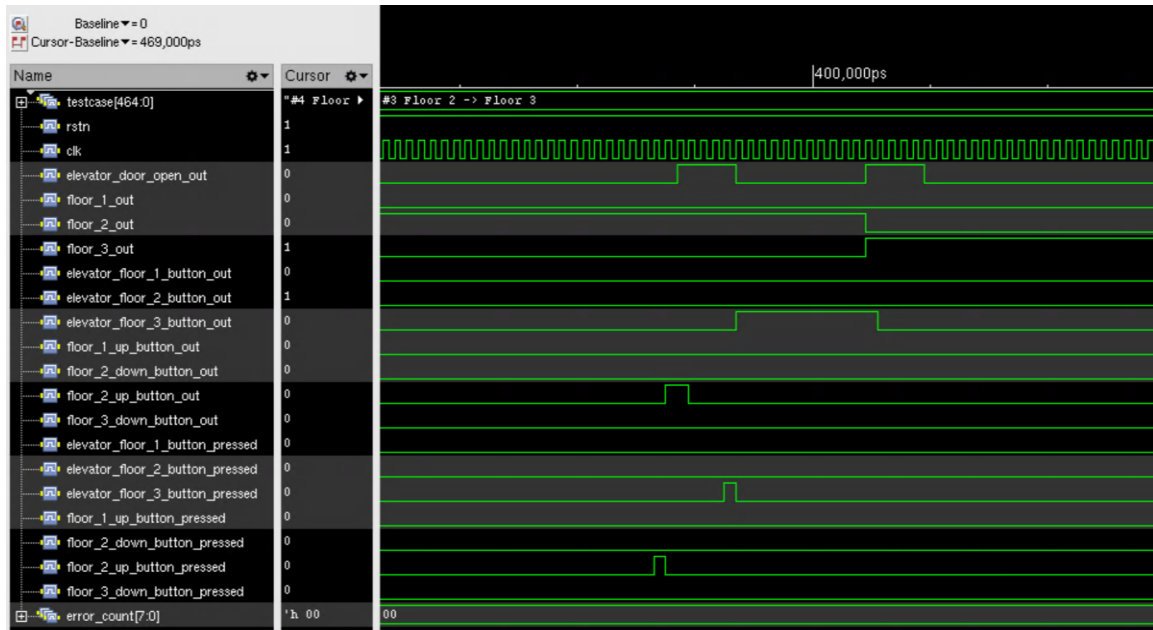 Baseline▼= 0
Cursor-Baseline▼= 469,000ps
Name Cursor 400,000ps
testcase[464:0] "#4 Floor #3 Floor 2 -> Floor 3
rstn 1
clk 1
elevator_door_open_out 0
floor_1_out 0
floor_2_out 0
floor_3_out 1
elevator_floor_1_button_out 0
elevator_floor_2_button_out 1
elevator_floor_3_button_out 0
floor_1_up_button_out 0
floor_2_down_button_out 0
floor_2_up_button_out 0
floor_3_down_button_out 0
elevator_floor_1_button_pressed 0
elevator_floor_2_button_pressed 0
elevator_floor_3_button_pressed 0
floor_1_up_button_pressed 0
floor_2_down_button_pressed 0
floor_2_up_button_pressed 0
floor_3_down_button_pressed 0
error_count[7:0] 'h 00 00